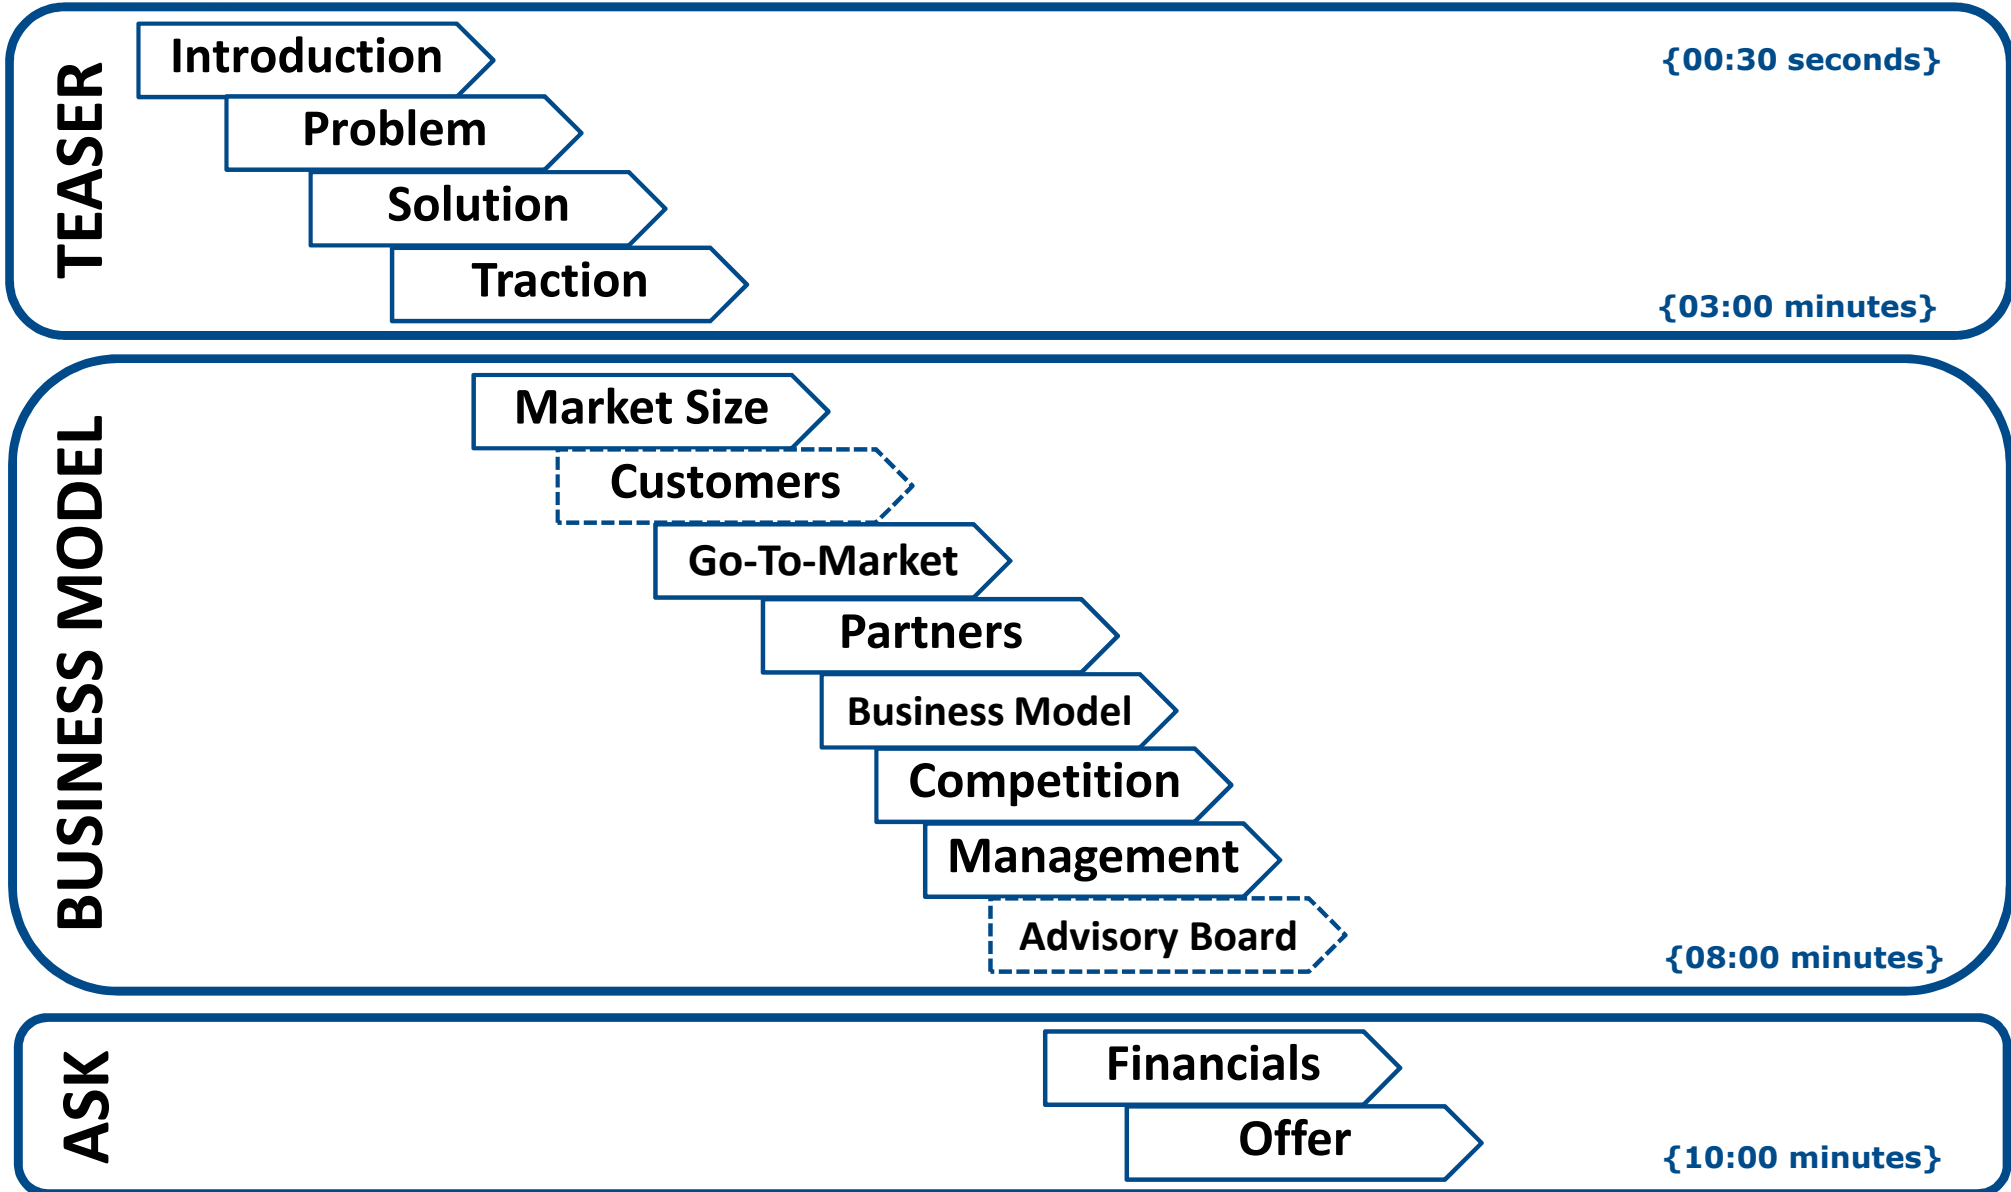 TEASER
Introduction
{00:30 seconds}
Problem
Solution
Traction
{03:00 minutes}
BUSINESS MODEL
Market Size
Customers
Go-To-Market
Partners
Business Model
Competition
Management
Advisory Board
{08:00 minutes}
ASK
Financials
Offer
{10:00 minutes}